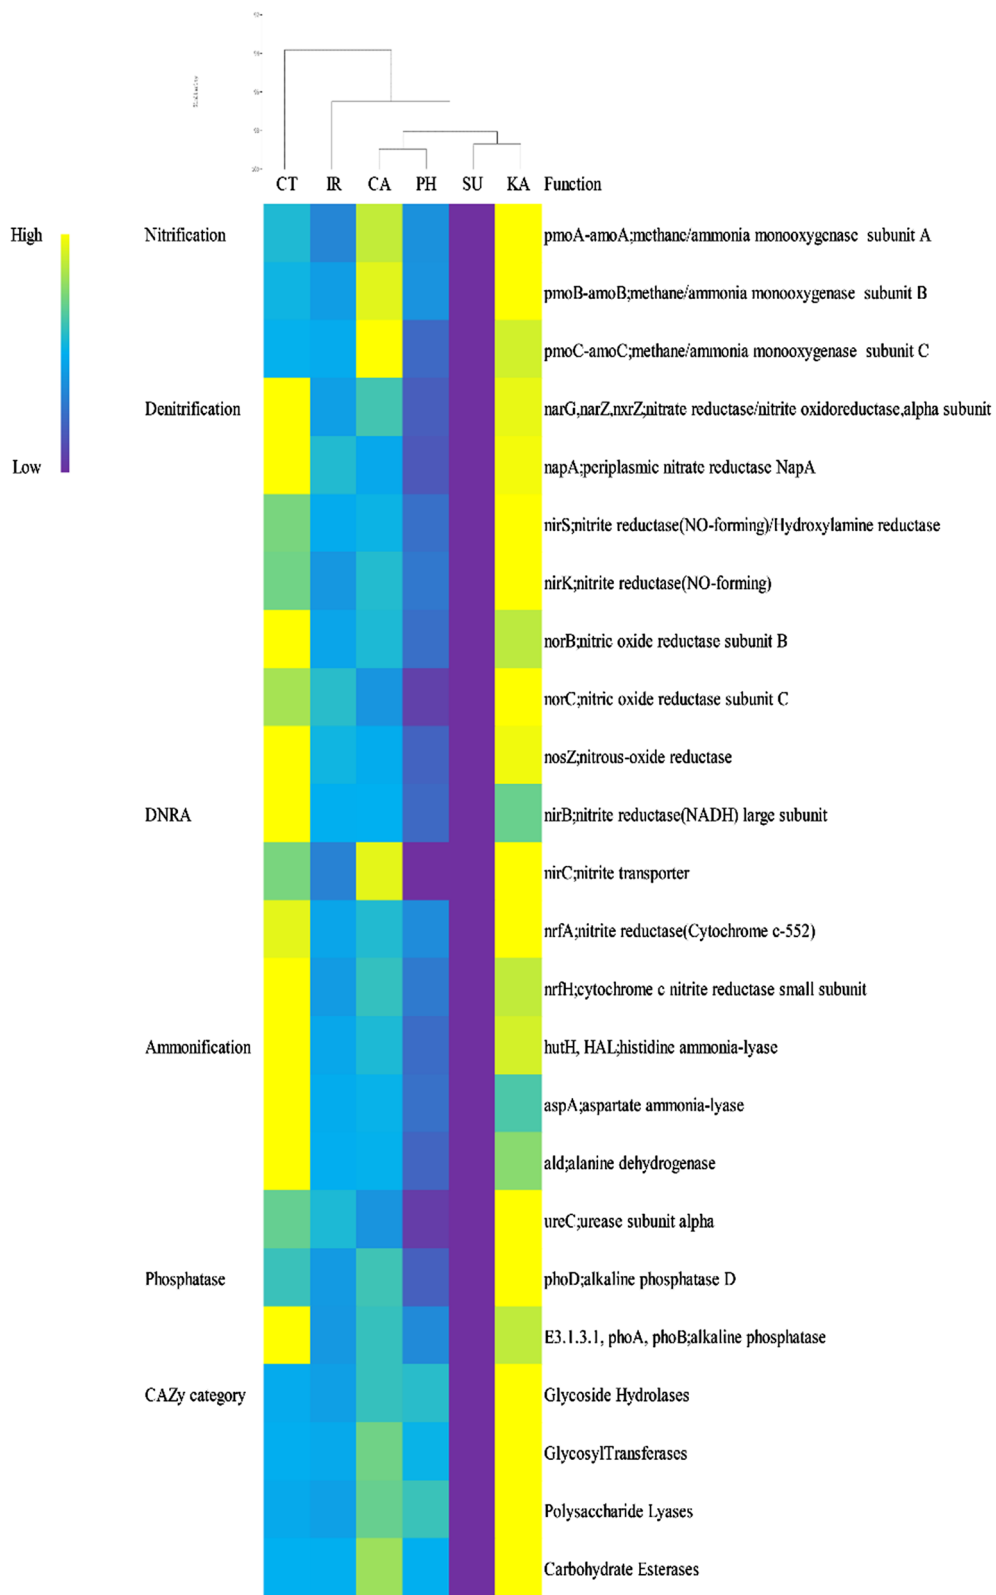 CT IR CA PH SU KA Function
High
Low
Nitrification
pmoA-amoA;methane/ammonia monooxygenase subunit A
pmoB-amoB;methane/ammonia monooxygenase subunit B
pmoC-amoC;methane/ammonia monooxygenase subunit C
Denitrification
narG,narZ,nxrZ;nitrate reductase/nitrite oxidoreductase,alpha subunit
napA;periplasmic nitrate reductase NapA
nirS;nitrite reductase(NO-forming)/Hydroxylamine reductase
nirK;nitrite reductase(NO-forming)
norB;nitric oxide reductase subunit B
norC;nitric oxide reductase subunit C
nosZ;nitrous-oxide reductase
DNRA
nirB;nitrite reductase(NADH) large subunit
nirC;nitrite transporter
nrfA;nitrite reductase(Cytochrome c-552)
nrfH;cytochrome c nitrite reductase small subunit
Ammonification
hutH, HAL;histidine ammonia-lyase
aspA;aspartate ammonia-lyase
ald;alanine dehydrogenase
ureC;urease subunit alpha
Phosphatase
phoD;alkaline phosphatase D
E3.1.3.1, phoA, phoB;alkaline phosphatase
CAZy category
Glycoside Hydrolases
GlycosylTransferases
Polysaccharide Lyases
Carbohydrate Esterases